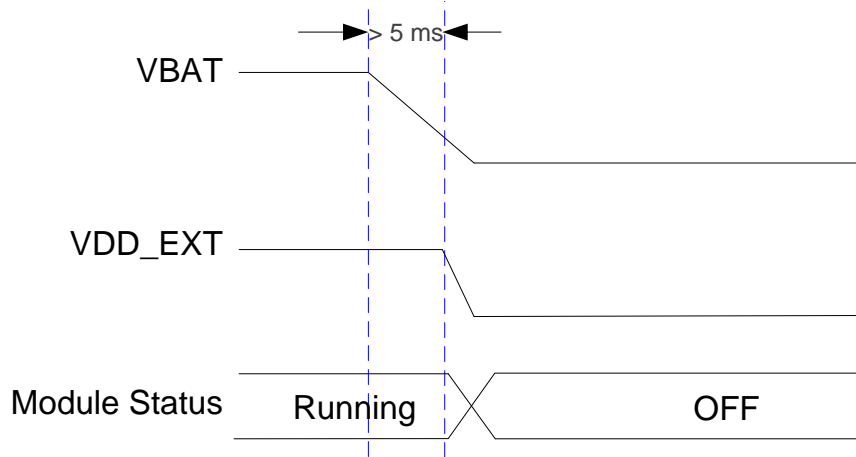 > 5 ms
VBAT
VDD_EXT
Module Status
Running
OFF